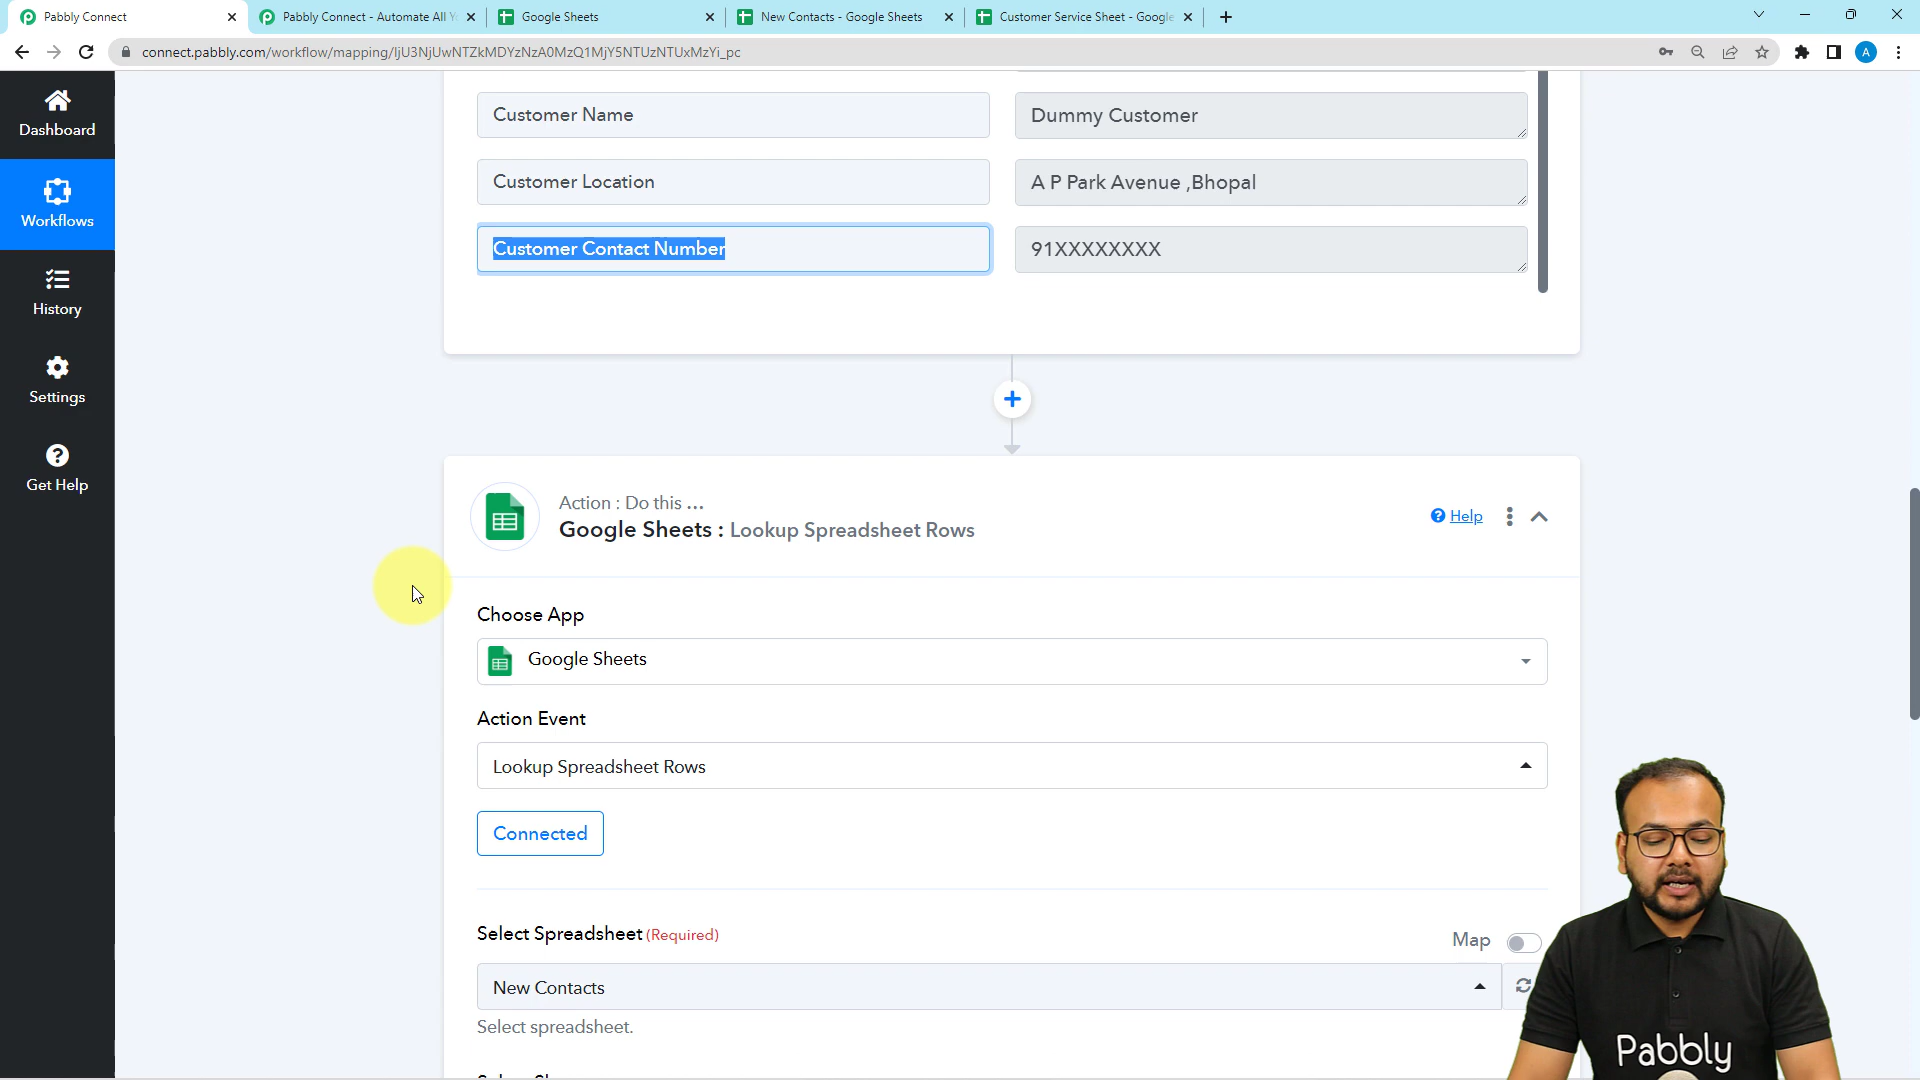 Pabbly Connect
Pabbly Connect - Automate All Yo
Google Sheets
New Contacts - Google Sheets
Customer Service Sheet - Google
connect.pabbly.com/workflow/mapping/IjU3NjUwNTZkMDYzNzA0MzQ1MjY5NTUzNTUxMzYi_pc
A
Dashboard
Workflows
History
Settings
Get Help
Customer Name
Dummy Customer
Customer Location
A P Park Avenue ,Bhopal
Customer Contact Number
91XXXXXXXX
Action : Do this ...
Google Sheets : Lookup Spreadsheet Rows
Help
Choose App
Google Sheets
Action Event
Lookup Spreadsheet Rows
Connected
Select Spreadsheet (Required)
Map
New Contacts
Select spreadsheet.
Pabbly